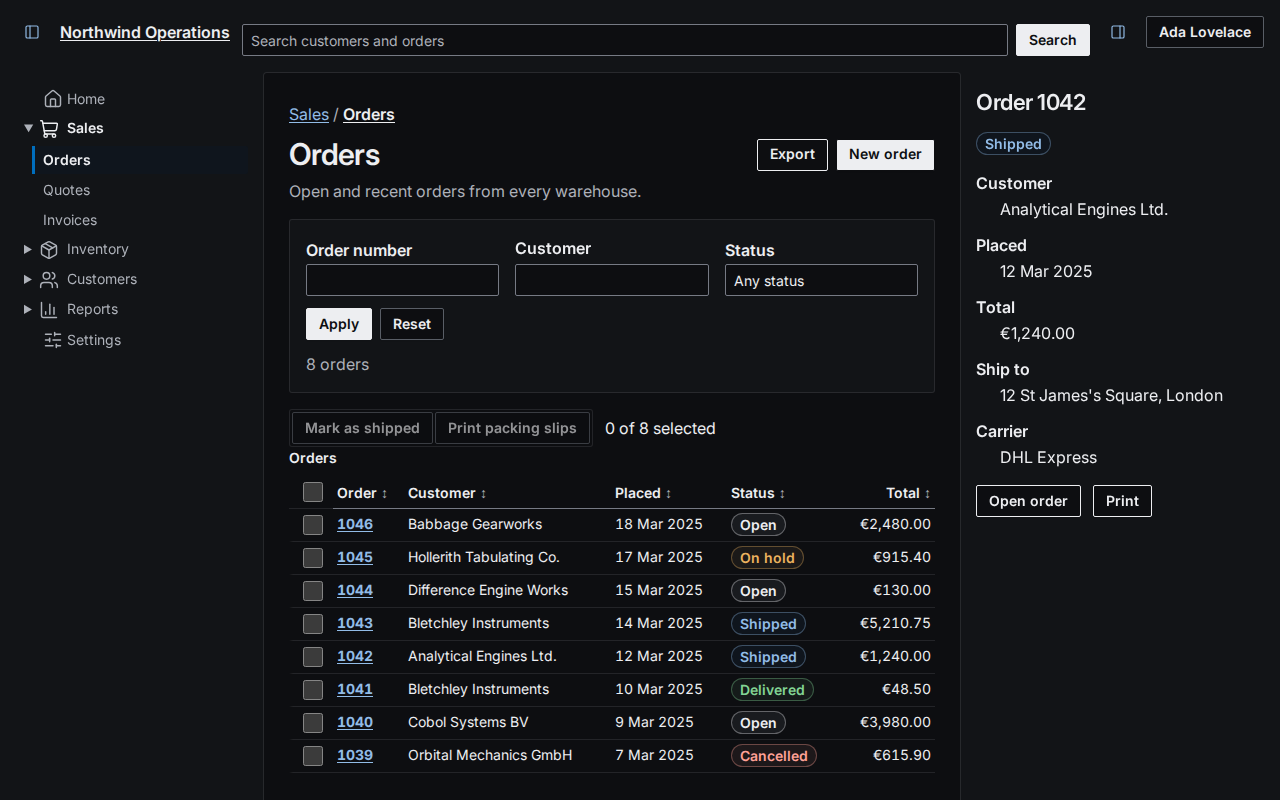 Northwind Operations
Search customers and orders
Search
Ada Lovelace
Home
Sales
Orders
Quotes
Invoices
Inventory
Customers
Reports
Settings
Sales / Orders
Orders
Export
New order
Open and recent orders from every warehouse.
Order number
Customer
Status
Any status
Apply
Reset
8 orders
Mark as shipped
Print packing slips
0 of 8 selected
Orders
Order ↕ Customer ↕ Placed ↕ Status ↕ Total ↕
1046 Babbage Gearworks 18 Mar 2025 Open €2,480.00
1045 Hollerith Tabulating Co. 17 Mar 2025 On hold €915.40
1044 Difference Engine Works 15 Mar 2025 Open €130.00
1043 Bletchley Instruments 14 Mar 2025 Shipped €5,210.75
1042 Analytical Engines Ltd. 12 Mar 2025 Shipped €1,240.00
1041 Bletchley Instruments 10 Mar 2025 Delivered €48.50
1040 Cobol Systems BV 9 Mar 2025 Open €3,980.00
1039 Orbital Mechanics GmbH 7 Mar 2025 Cancelled €615.90
Order 1042
Shipped
Customer
Analytical Engines Ltd.
Placed
12 Mar 2025
Total
€1,240.00
Ship to
12 St James's Square, London
Carrier
DHL Express
Open order
Print